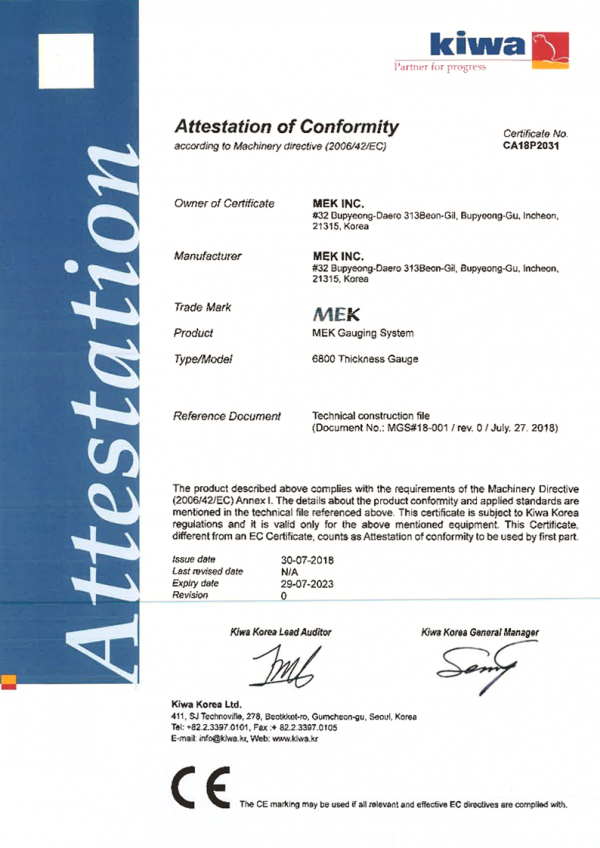 kiwa
Partner for progress
Attestation
Attestation of Conformity
according to Machinery directive (2006/42/EC)
Certificate No.
CA18P2031
Owner of Certificate
MEK INC.
#32 Bupyeong-Daero 313Beon-Gil, Bupyeong-Gu, Incheon,
21315, Korea
Manufacturer
MEK INC.
#32 Bupyeong-Daero 313Beon-Gil, Bupyeong-Gu, Incheon,
21315, Korea
Trade Mark
MEK
Product
MEK Gauging System
Type/Model
6800 Thickness Gauge
Reference Document
Technical construction file
(Document No.: MGS#18-001 / rev. 0 / July. 27. 2018)
The product described above complies with the requirements of the Machinery Directive
(2006/42/EC) Annex I. The details about the product conformity and applied standards are
mentioned in the technical file referenced above. This certificate is subject to Kiwa Korea
regulations and it is valid only for the above mentioned equipment. This Certificate,
different from an EC Certificate, counts as Attestation of conformity to be used by first part.
Issue date 30-07-2018
Last revised date N/A
Expiry date 29-07-2023
Revision 0
Kiwa Korea Lead Auditor
Kiwa Korea General Manager
Kiwa Korea Ltd.
411, SJ Technoville, 278, Beotkkot-ro, Gumcheon-gu, Seoul, Korea
Tel: +82.2.3397.0101, Fax :+ 82.2.3397.0105
E-mail: info@kiwa.kr, Web: www.kiwa.kr
CE
The CE marking may be used if all relevant and effective EC directives are complied with.